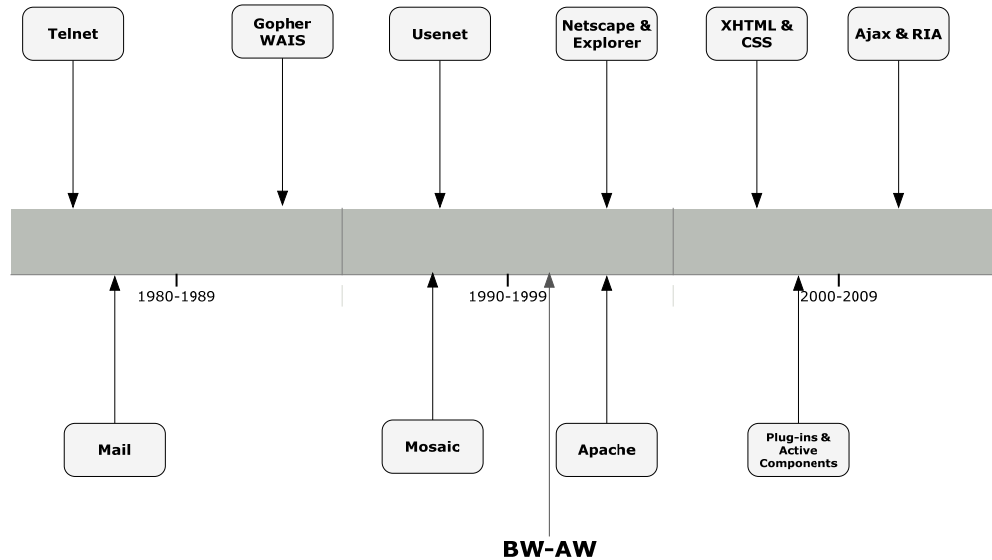 Telnet
Gopher
WAIS
Usenet
Netscape &
Explorer
XHTML &
CSS
Ajax & RIA
1980-1989
1990-1999
2000-2009
Mail
Mosaic
Apache
Plug-ins &
Active
Components
BW-AW